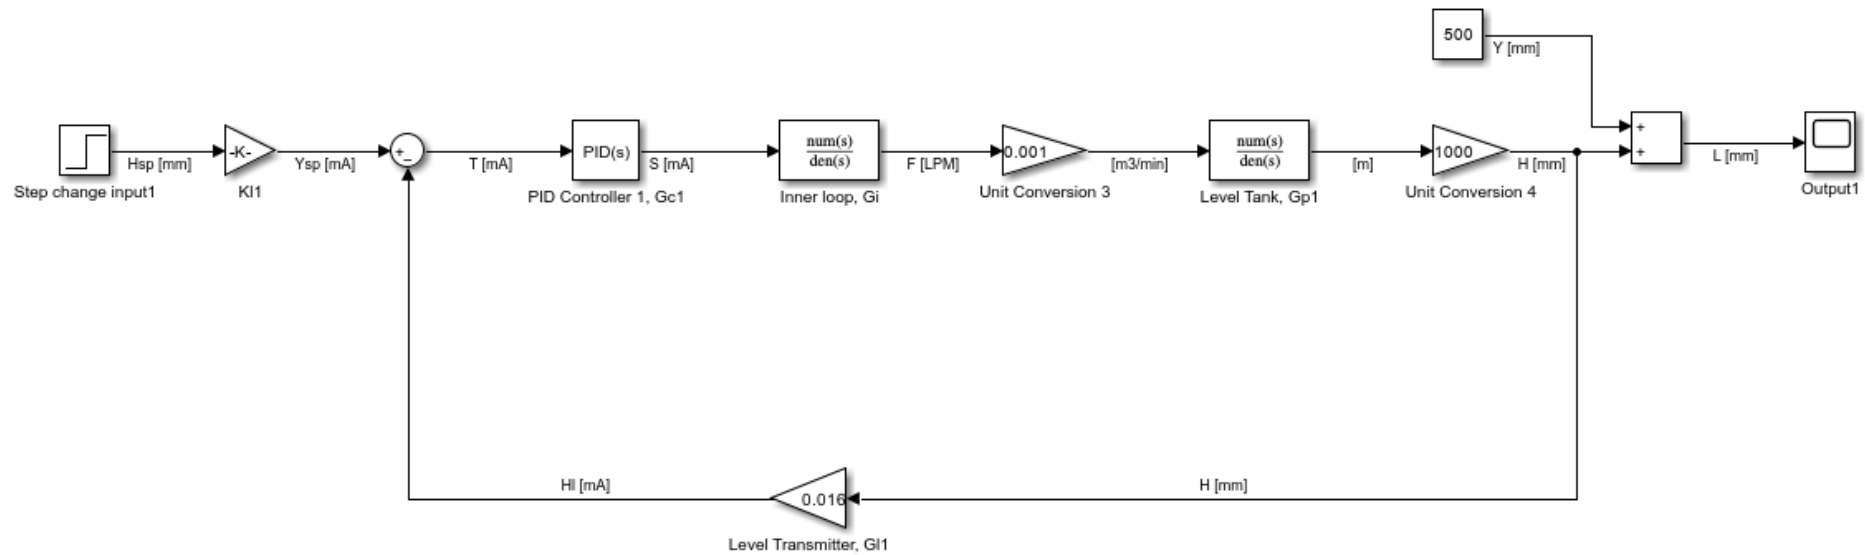 500
Y [mm]
+
+
L [mm]
Output1
Hsp [mm]
Step change input1
-K-
Kl1
Ysp [mA]
+
_
T [mA]
PID(s)
PID Controller 1, Gc1
S [mA]
num(s)
den(s)
Inner loop, Gi
F [LPM]
0.001
Unit Conversion 3
[m3/min]
num(s)
den(s)
Level Tank, Gp1
[m]
1000
Unit Conversion 4
H [mm]
Hl [mA]
0.016
Level Transmitter, Gl1
H [mm]